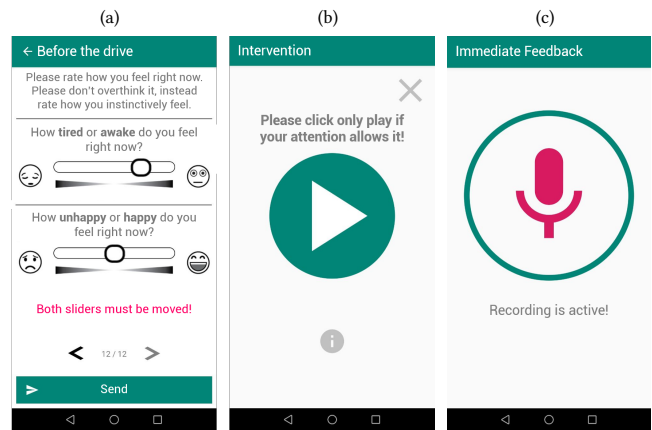 (a)
← Before the drive
Please rate how you feel right now.
Please don't overthink it, instead
rate how you instinctively feel.
How tired or awake do you feel
right now?
How unhappy or happy do you
feel right now?
Both sliders must be moved!
12 / 12
Send
(b)
Intervention
Please click only play if
your attention allows it!
i
(c)
Immediate Feedback
Recording is active!